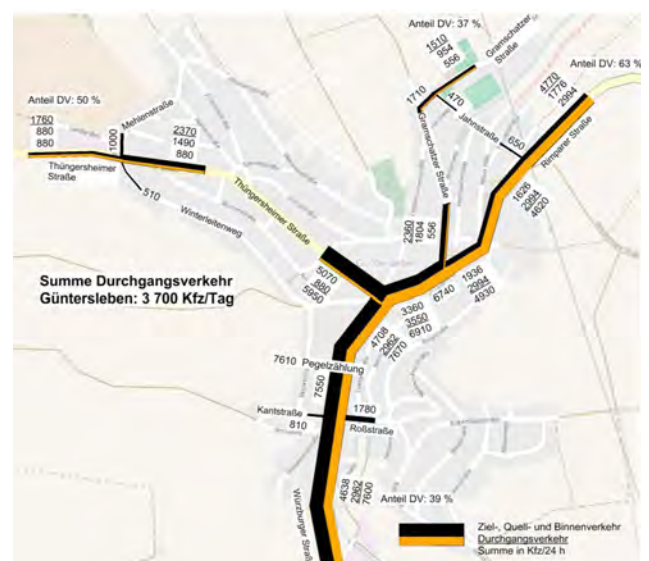 Anteil DV: 37 %
1510
954
556
Gramschatzer
Straße
Anteil DV: 63 %
4770
1776
2994
Anteil DV: 50 %
Mehlenstraße
1000
1760
880
880
2370
1490
880
Thüngersheimer
Straße
510
Winterleitenweg
Thüngersheimer Straße
1710
470
Jahnstraße
650
Gramschatzer Straße
Rimparer Straße
1626
2994
4620
2360
1804
556
Summe Durchgangsverkehr
Güntersleben: 3 700 Kfz/Tag
5070
880
5950
6740
1936
2994
4930
3360
3550
6910
4708
2962
7670
7610 Pegelzählung
7550
Kantstraße
810
1780
Roßstraße
4638
2962
7600
Anteil DV: 39 %
Würzburger Straße
Ziel-, Quell- und Binnenverkehr
Durchgangsverkehr
Summe in Kfz/24 h